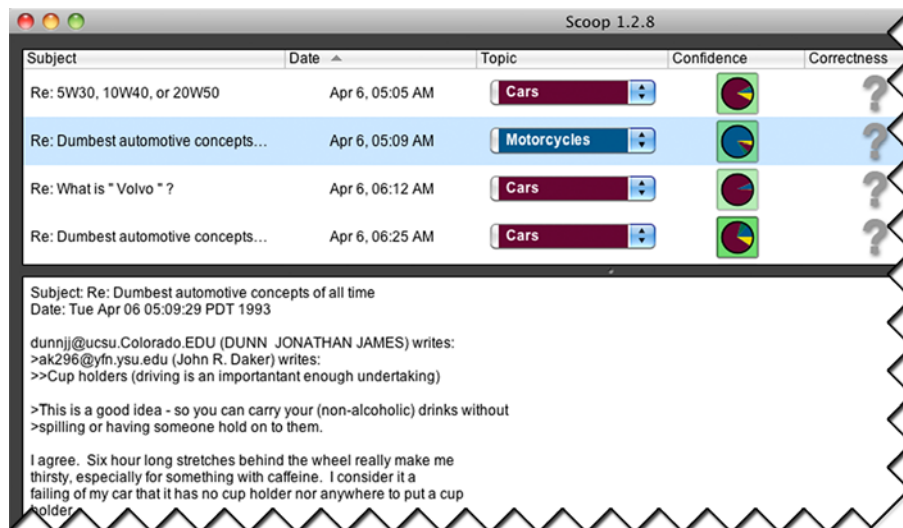 Scoop 1.2.8
Subject Date Topic Confidence Correctness
Re: 5W30, 10W40, or 20W50 Apr 6, 05:05 AM Cars ?
Re: Dumbest automotive concepts... Apr 6, 05:09 AM Motorcycles ?
Re: What is " Volvo " ? Apr 6, 06:12 AM Cars ?
Re: Dumbest automotive concepts... Apr 6, 06:25 AM Cars ?
Subject: Re: Dumbest automotive concepts of all time
Date: Tue Apr 06 05:09:29 PDT 1993
dunnjj@ucsu.Colorado.EDU (DUNN  JONATHAN JAMES) writes:
>ak296@yfn.ysu.edu (John R. Daker) writes:
>>Cup holders (driving is an importantant enough undertaking)
>This is a good idea - so you can carry your (non-alcoholic) drinks without
>spilling or having someone hold on to them.
I agree.  Six hour long stretches behind the wheel really make me
thirsty, especially for something with caffeine.  I consider it a
failing of my car that it has no cup holder nor anywhere to put a cup
holder